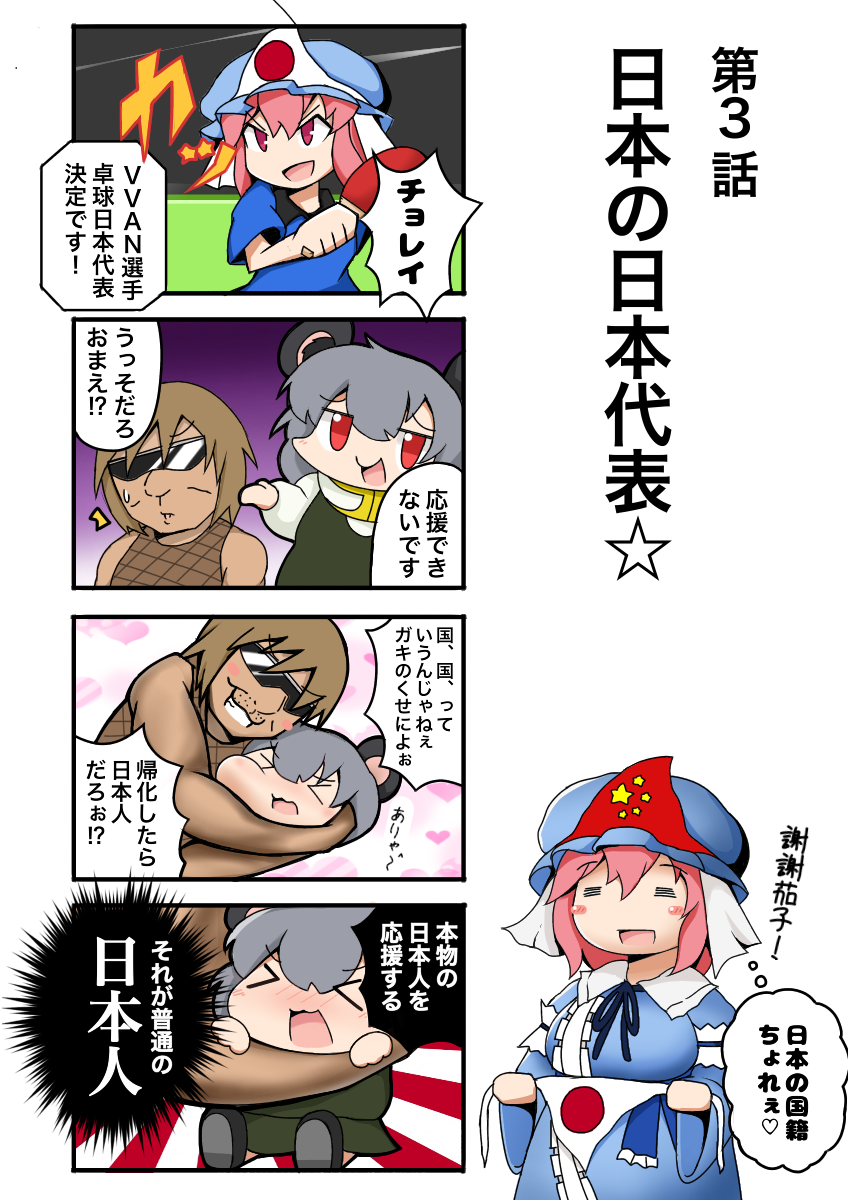 第３話
日本の日本代表☆
ワァ
ＶＶＡＮ選手
卓球日本代表
決定です！
チョレイ
うっそだろ
おまえ⁉
応援でき
ないです
国、国、って
いうんじゃねぇ
ガキのくせによぉ
ありゃ〜
帰化したら
日本人
だろぉ⁉
本物の
日本人を
応援する
それが普通の
日本人
謝謝茄子！
日本の国籍
ちょれぇ♡